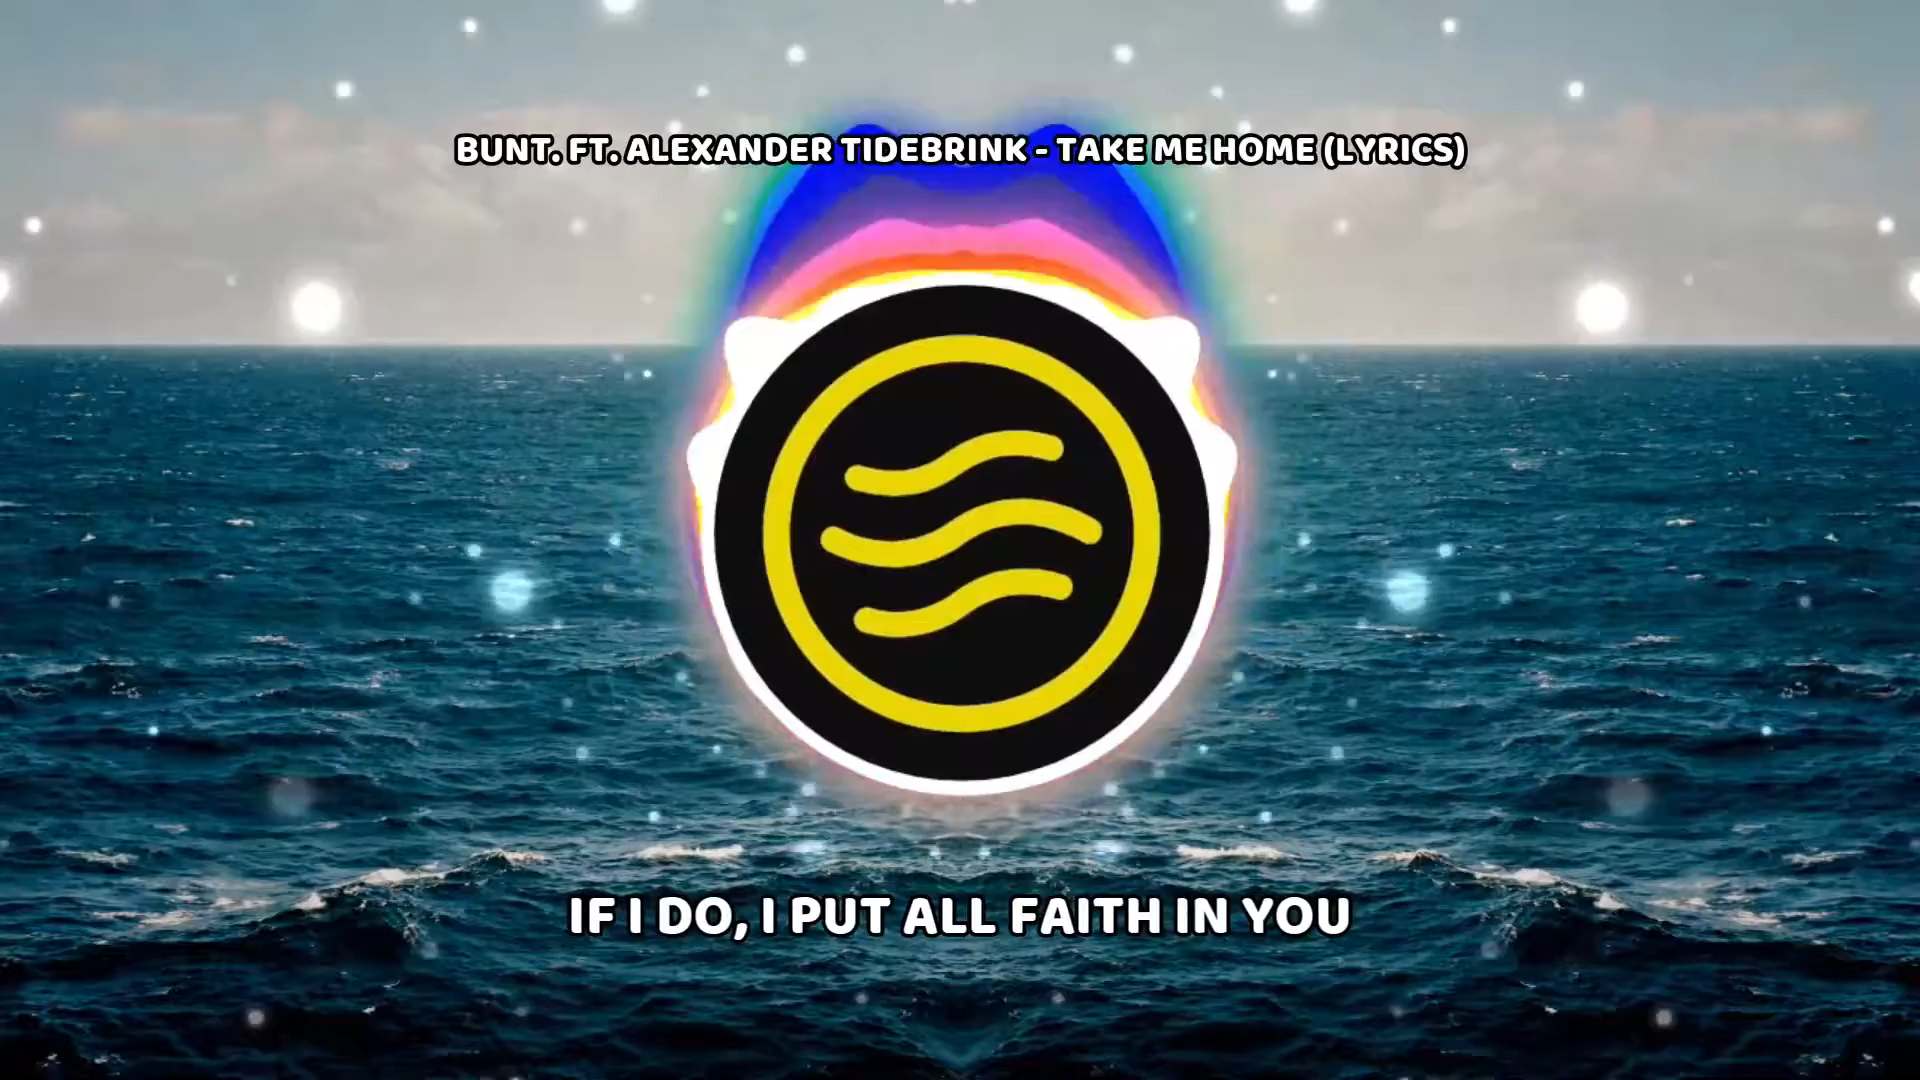 BUNT. FT. ALEXANDER TIDEBRINK - TAKE ME HOME (LYRICS)
IF I DO, I PUT ALL FAITH IN YOU